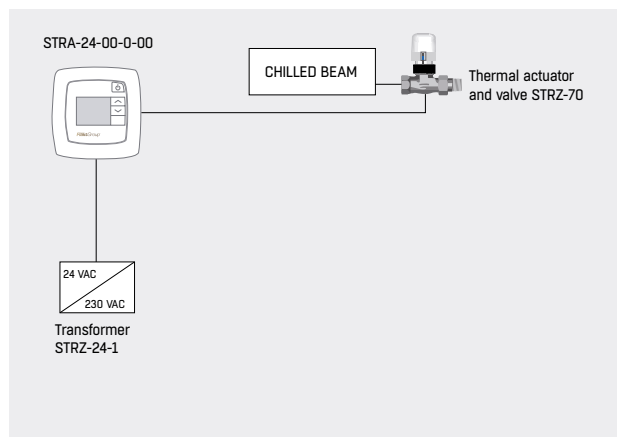 STRA-24-00-0-00
CHILLED BEAM
Thermal actuator
and valve STRZ-70
FläktGroup
24 VAC
230 VAC
Transformer
STRZ-24-1